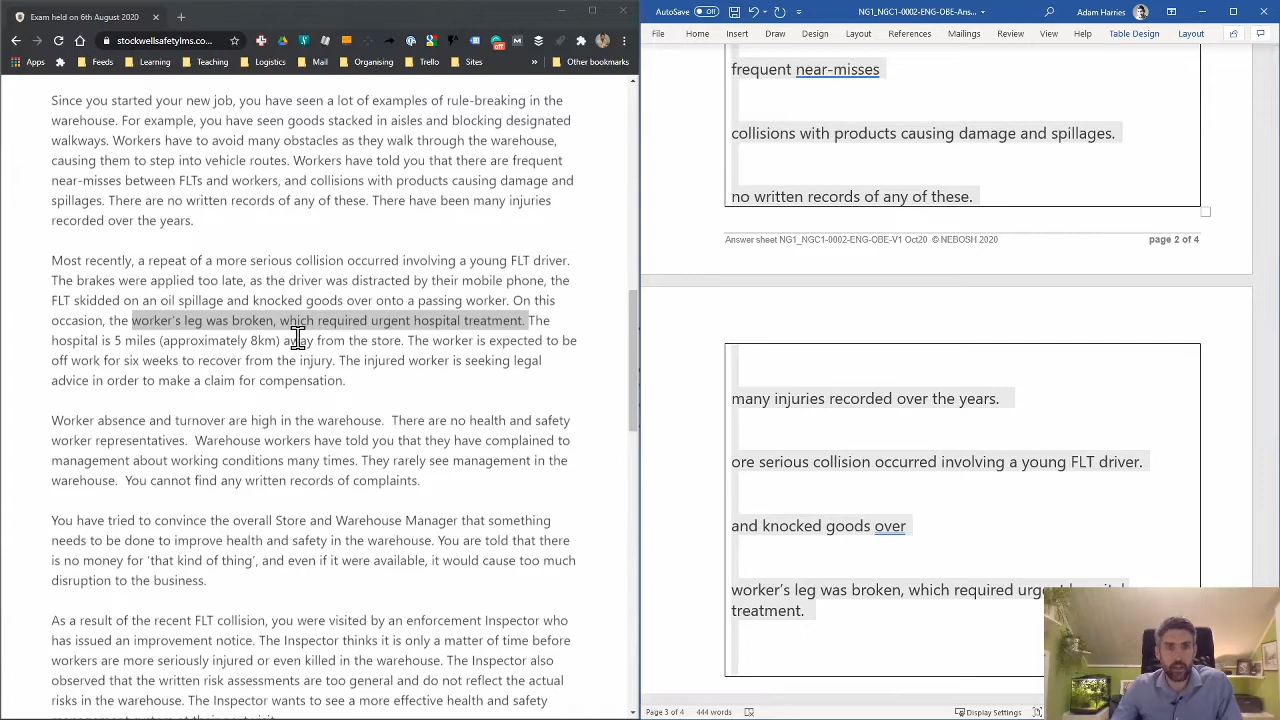 Exam held on 6th August 2020
stockwellsafetylms.co...
off
Apps
Feeds
Learning
Teaching
Logistics
Mail
Organising
Trello
Sites
»
Other bookmarks
Since you started your new job, you have seen a lot of examples of rule-breaking in the
warehouse. For example, you have seen goods stacked in aisles and blocking designated
walkways. Workers have to avoid many obstacles as they walk through the warehouse,
causing them to step into vehicle routes. Workers have told you that there are frequent
near-misses between FLTs and workers, and collisions with products causing damage and
spillages. There are no written records of any of these. There have been many injuries
recorded over the years.
Most recently, a repeat of a more serious collision occurred involving a young FLT driver.
The brakes were applied too late, as the driver was distracted by their mobile phone, the
FLT skidded on an oil spillage and knocked goods over onto a passing worker. On this
occasion, the worker's leg was broken, which required urgent hospital treatment. The
hospital is 5 miles (approximately 8km) away from the store. The worker is expected to be
off work for six weeks to recover from the injury. The injured worker is seeking legal
advice in order to make a claim for compensation.
Worker absence and turnover are high in the warehouse. There are no health and safety
worker representatives. Warehouse workers have told you that they have complained to
management about working conditions many times. They rarely see management in the
warehouse. You cannot find any written records of complaints.
You have tried to convince the overall Store and Warehouse Manager that something
needs to be done to improve health and safety in the warehouse. You are told that there
is no money for 'that kind of thing', and even if it were available, it would cause too much
disruption to the business.
As a result of the recent FLT collision, you were visited by an enforcement Inspector who
has issued an improvement notice. The Inspector thinks it is only a matter of time before
workers are more seriously injured or even killed in the warehouse. The Inspector also
observed that the written risk assessments are too general and do not reflect the actual
risks in the warehouse. The Inspector wants to see a more effective health and safety
AutoSave
Off
NG1_NGC1-0002-ENG-OBE-Ans...
Adam Harries
File
Home
Insert
Draw
Design
Layout
References
Mailings
Review
View
Help
Table Design
Layout
frequent near-misses
collisions with products causing damage and spillages.
no written records of any of these.
Answer sheet NG1_NGC1-0002-ENG-OBE-V1 Oct20 © NEBOSH 2020
page 2 of 4
many injuries recorded over the years.
ore serious collision occurred involving a young FLT driver.
and knocked goods over
worker's leg was broken, which required
treatment.
Page 3 of 4
444 words
Display Settings